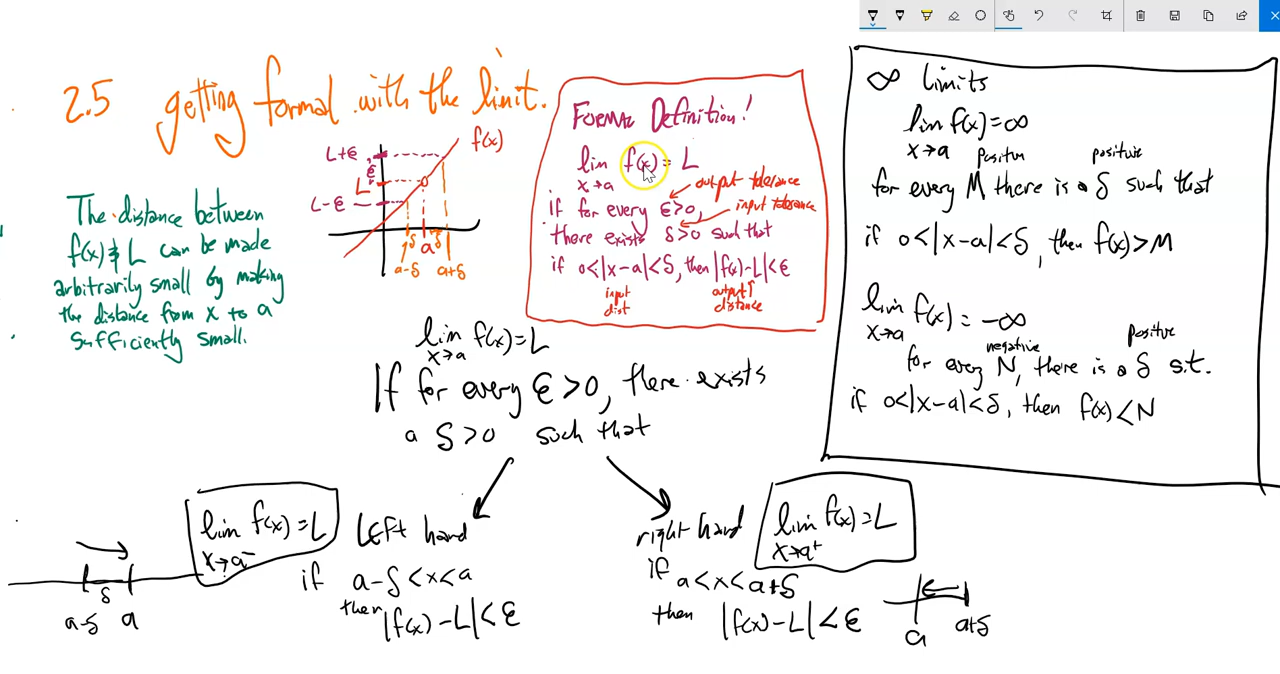 2.5 getting formal with the limit.
The distance between
f(x) & L can be made
arbitrarily small by making
the distance from x to a
sufficiently small.
f(x)
L+ε
ε
L
L-ε
δ a δ
a-δ a+δ
FORMAL Definition!
lim f(x) = L
x→a
output tolerance
if for every ε>0, input tolerance
there exists δ>0 such that
if 0<|x-a|<δ, then |f(x)-L|<ε
input dist
output distance
lim f(x)=L
x→a
If for every ε>0, there exists
a δ>0 such that
lim f(x)=L
x→a⁻
LEFT hand
if a-δ<x<a
then |f(x)-L|<ε
δ
a-δ a
right hand
lim f(x)=L
x→a⁺
if a<x<a+δ
then |f(x)-L|<ε
a a+δ
∞ Limits
lim f(x)=∞
x→a
positive positive
for every M there is a δ such that
if 0<|x-a|<δ, then f(x)>M
lim f(x)=-∞
x→a
negative positive
for every N, there is a δ s.t.
if 0<|x-a|<δ, then f(x)<N